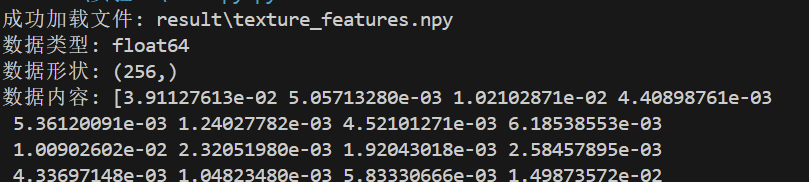 成功加载文件: result\texture_features.npy
数据类型: float64
数据形状: (256,)
数据内容: [3.91127613e-02 5.05713280e-03 1.02102871e-02 4.40898761e-03
5.36120091e-03 1.24027782e-03 4.52101271e-03 6.18538553e-03
1.00902602e-02 2.32051980e-03 1.92043018e-03 2.58457895e-03
4.33697148e-03 1.04823480e-03 5.83330666e-03 1.49873572e-02